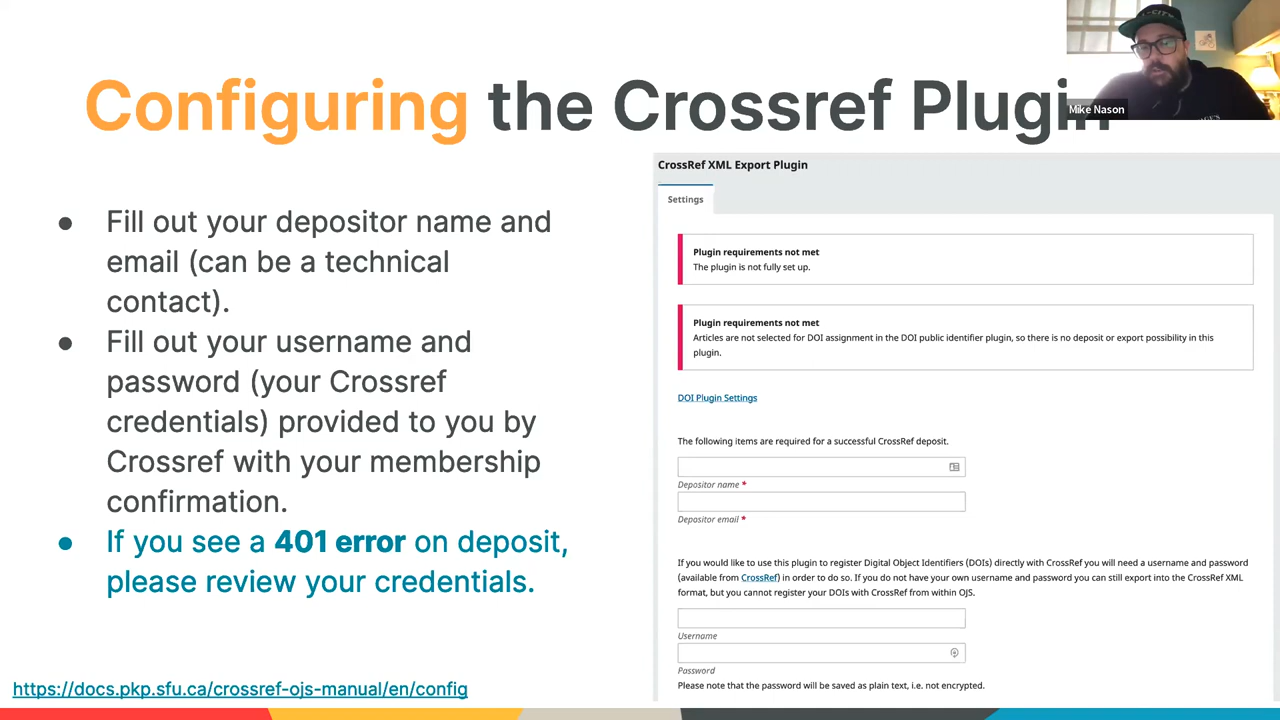 Configuring the Crossref Plugin
Mike Nason
Fill out your depositor name and
email (can be a technical
contact).
Fill out your username and
password (your Crossref
credentials) provided to you by
Crossref with your membership
confirmation.
If you see a 401 error on deposit,
please review your credentials.
https://docs.pkp.sfu.ca/crossref-ojs-manual/en/config
CrossRef XML Export Plugin
Settings
Plugin requirements not met
The plugin is not fully set up.
Plugin requirements not met
Articles are not selected for DOI assignment in the DOI public identifier plugin, so there is no deposit or export possibility in this
plugin.
DOI Plugin Settings
The following items are required for a successful CrossRef deposit.
Depositor name *
Depositor email *
If you would like to use this plugin to register Digital Object Identifiers (DOIs) directly with CrossRef you will need a username and password
(available from CrossRef) in order to do so. If you do not have your own username and password you can still export into the CrossRef XML
format, but you cannot register your DOIs with CrossRef from within OJS.
Username
Password
Please note that the password will be saved as plain text, i.e. not encrypted.